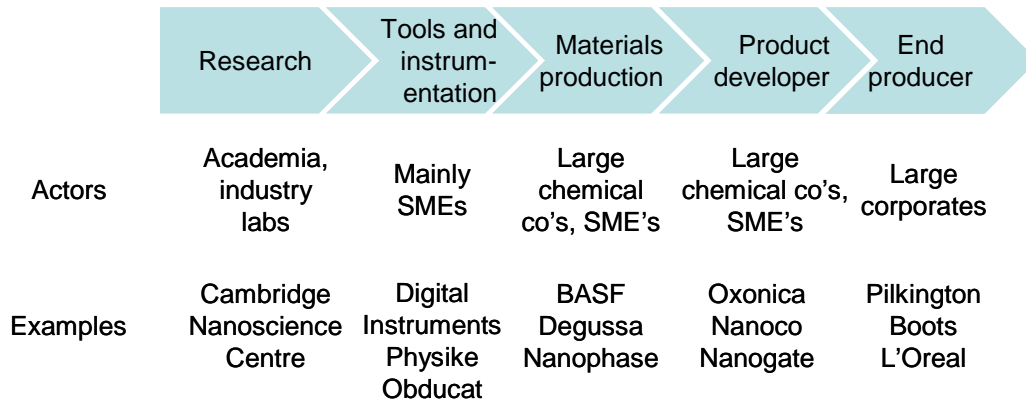 Research
Tools and
instrum-
entation
Materials
production
Product
developer
End
producer
Actors
Academia,
industry
labs
Mainly
SMEs
Large
chemical
co's, SME's
Large
chemical co's,
SME's
Large
corporates
Examples
Cambridge
Nanoscience
Centre
Digital
Instruments
Physike
Obducat
BASF
Degussa
Nanophase
Oxonica
Nanoco
Nanogate
Pilkington
Boots
L'Oreal